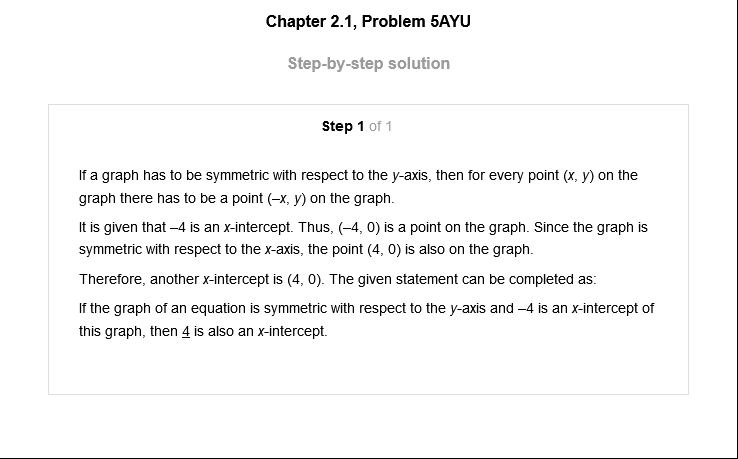 Chapter 2.1, Problem 5AYU
Step-by-step solution
Step 1 of 1
If a graph has to be symmetric with respect to the y-axis, then for every point (x, y) on the
graph there has to be a point (–x, y) on the graph.
It is given that –4 is an x-intercept. Thus, (–4, 0) is a point on the graph. Since the graph is
symmetric with respect to the x-axis, the point (4, 0) is also on the graph.
Therefore, another x-intercept is (4, 0). The given statement can be completed as:
If the graph of an equation is symmetric with respect to the y-axis and –4 is an x-intercept of
this graph, then 4 is also an x-intercept.